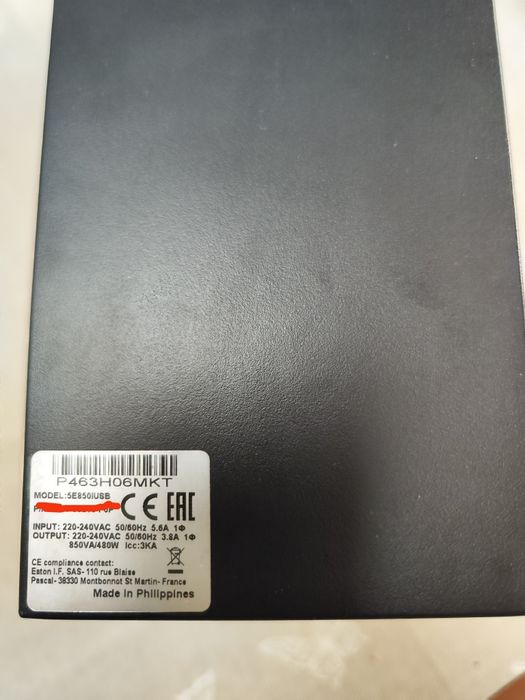 P463H06MKT
MODEL:5E850IUSB
CE EAC
INPUT: 220-240VAC 50/60Hz 5.6A 1Φ
OUTPUT: 220-240VAC 50/60Hz 3.8A 1Φ
850VA/480W Icc:3KA
CE compliance contact:
Eaton I.F. SAS- 110 rue Blaise
Pascal- 38330 Montbonnot St Martin- France
Made in Philippines